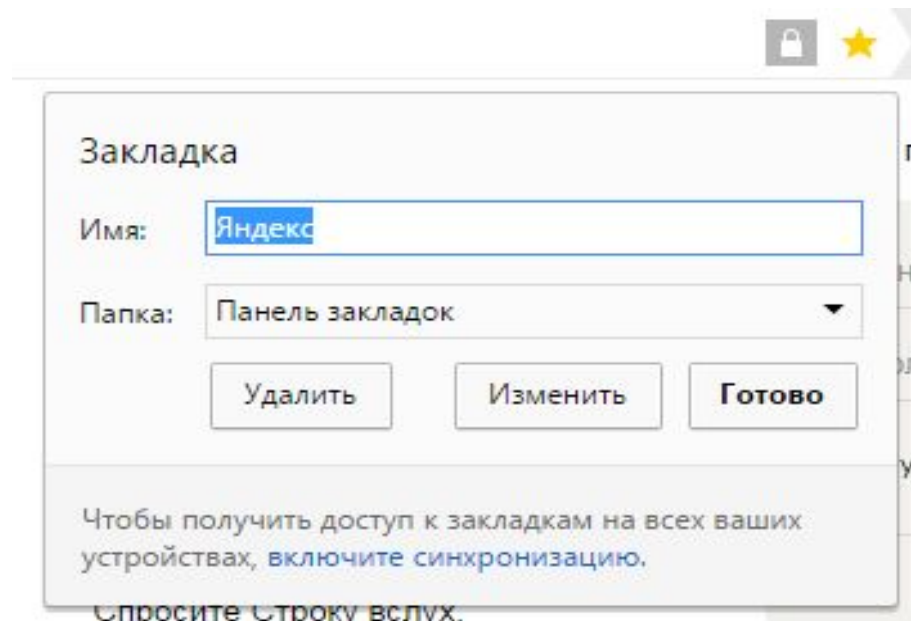 Закладка
Имя: Яндекс
Папка: Панель закладок
Удалить Изменить Готово
Чтобы получить доступ к закладкам на всех ваших
устройствах, включите синхронизацию.
Спросите Строку вслух.